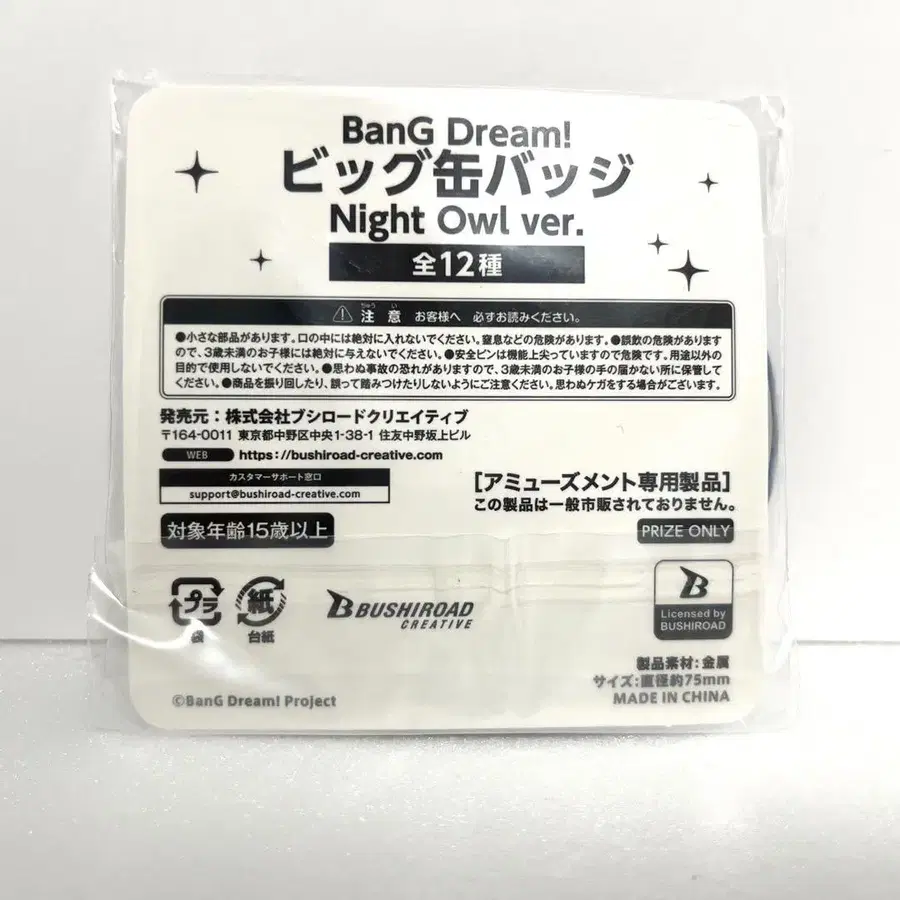 BanG Dream!
ビッグ缶バッジ
Night Owl ver.
全12種
ちゅう い
注 意 お客様へ 必ずお読みください。
●小さな部品があります。口の中には絶対に入れないでください。窒息などの危険があります。●誤飲の危険があります
ので、3歳未満のお子様には絶対に与えないでください。●安全ピンは機能上尖っていますので危険です。用途以外の
目的で使用しないでください。●思わぬ事故の恐れがありますので、3歳未満のお子様の手の届かない所に保管して
ください。●商品を振り回したり、誤って踏みつけたりしないようにご注意ください。思わぬケガをする場合がございます。
発売元:株式会社ブシロードクリエイティブ
〒164-0011 東京都中野区中央1-38-1 住友中野坂上ビル
WEB https://bushiroad-creative.com
カスタマーサポート窓口
support@bushiroad-creative.com
[アミューズメント専用製品]
この製品は一般市販されておりません。
対象年齢15歳以上
PRIZE ONLY
プラ
袋
紙
台紙
BUSHIROAD
CREATIVE
B
Licensed by
BUSHIROAD
製品素材:金属
サイズ:直径約75mm
MADE IN CHINA
©BanG Dream! Project